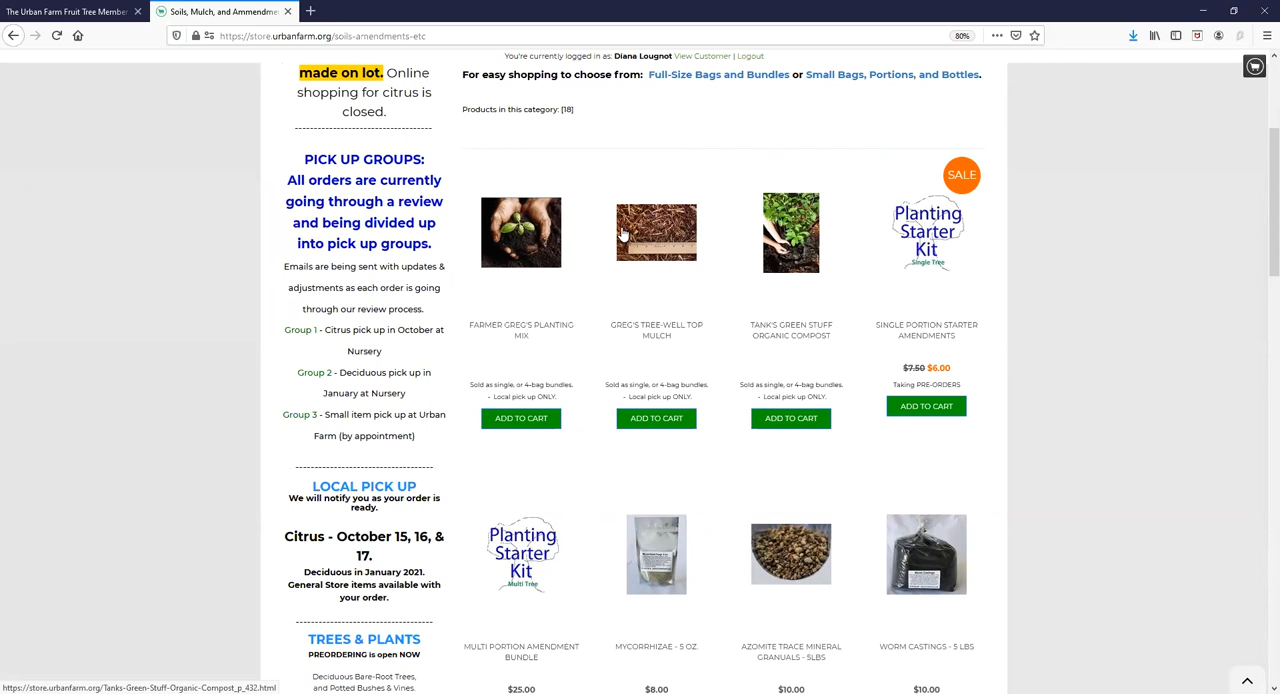 The Urban Farm Fruit Tree Member
Soils, Mulch, and Ammendme
https://store.urbanfarm.org/soils-amendments-etc
80%
You're currently logged in as: Diana Lougnot View Customer | Logout
made on lot. Online
shopping for citrus is
closed.
--------------------------------
PICK UP GROUPS:
All orders are currently
going through a review
and being divided up
into pick up groups.
Emails are being sent with updates &
adjustments as each order is going
through our review process.
Group 1 - Citrus pick up in October at
Nursery
Group 2 - Deciduous pick up in
January at Nursery
Group 3 - Small item pick up at Urban
Farm (by appointment)
--------------------------------
LOCAL PICK UP
We will notify you as your order is
ready.
Citrus - October 15, 16, &
17.
Deciduous in January 2021.
General Store items available with
your order.
--------------------------------
TREES & PLANTS
PREORDERING is open NOW
Deciduous Bare-Root Trees,
and Potted Bushes & Vines.
For easy shopping to choose from: Full-Size Bags and Bundles or Small Bags, Portions, and Bottles.
Products in this category: [18]
SALE
Planting
Starter
Kit
Single Tree
FARMER GREG'S PLANTING
MIX
GREG'S TREE-WELL TOP
MULCH
TANK'S GREEN STUFF
ORGANIC COMPOST
SINGLE PORTION STARTER
AMENDMENTS
$7.50 $6.00
Sold as single, or 4-bag bundles.
- Local pick up ONLY.
Sold as single, or 4-bag bundles.
- Local pick up ONLY.
Sold as single, or 4-bag bundles.
- Local pick up ONLY.
Taking PRE-ORDERS
ADD TO CART
ADD TO CART
ADD TO CART
ADD TO CART
Planting
Starter
Kit
Multi Tree
MULTI PORTION AMENDMENT
BUNDLE
MYCORRHIZAE - 5 OZ.
AZOMITE TRACE MINERAL
GRANUALS - 5LBS
WORM CASTINGS - 5 LBS
$25.00
$8.00
$10.00
$10.00
https://store.urbanfarm.org/Tanks-Green-Stuff-Organic-Compost_p_432.html